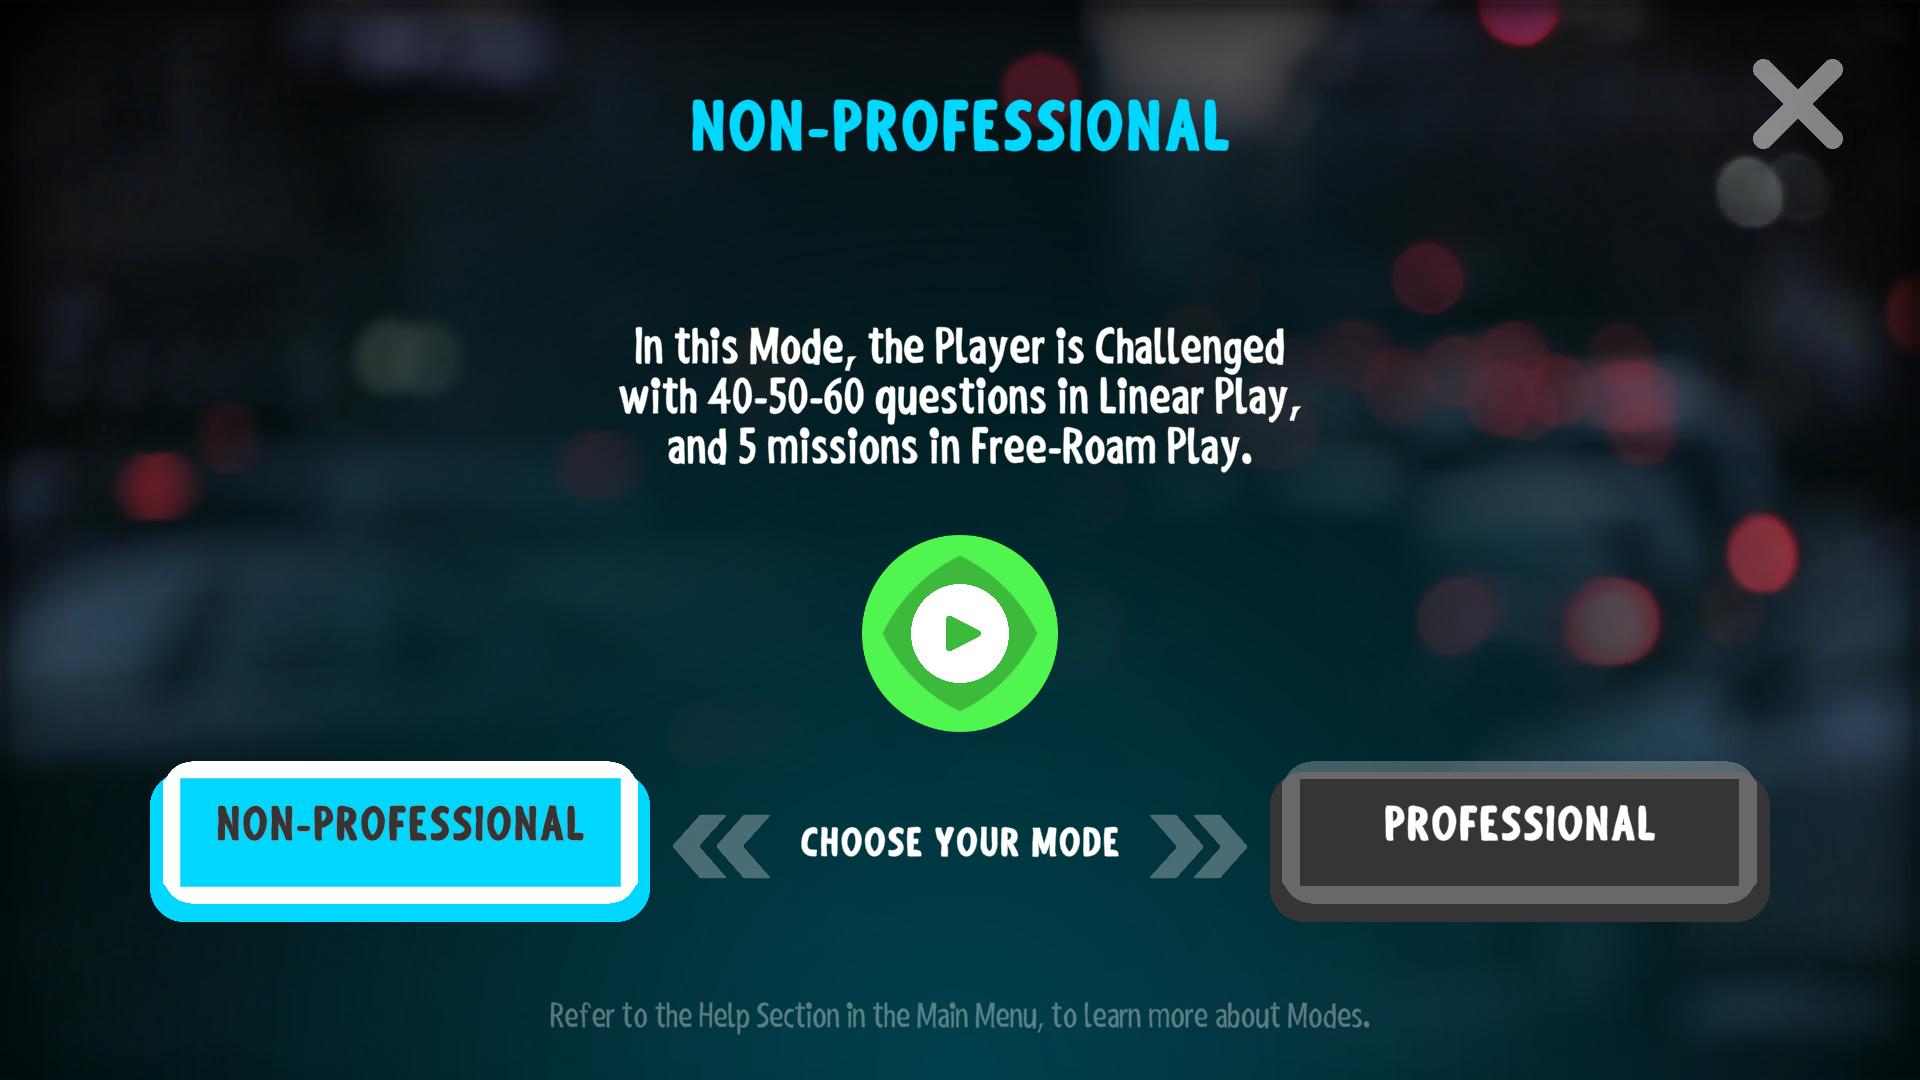 NON-PROFESSIONAL
In this Mode, the Player is Challenged
with 40-50-60 questions in Linear Play,
and 5 missions in Free-Roam Play.
NON-PROFESSIONAL
CHOOSE YOUR MODE
PROFESSIONAL
Refer to the Help Section in the Main Menu, to learn more about Modes.